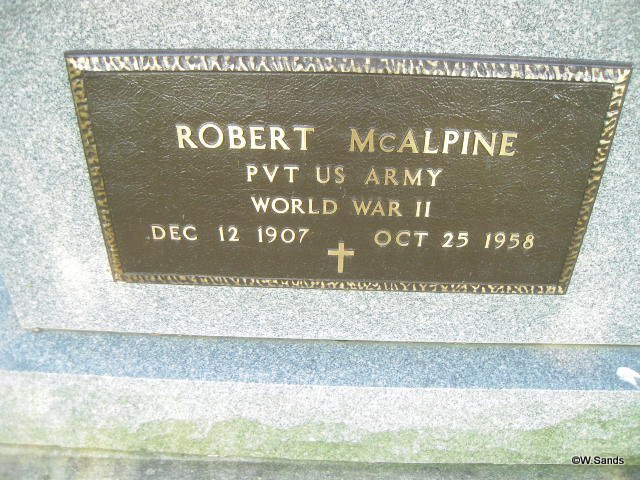 ROBERT McALPINE
PVT US ARMY
WORLD WAR II
DEC 12 1907 OCT 25 1958
©W.Sands